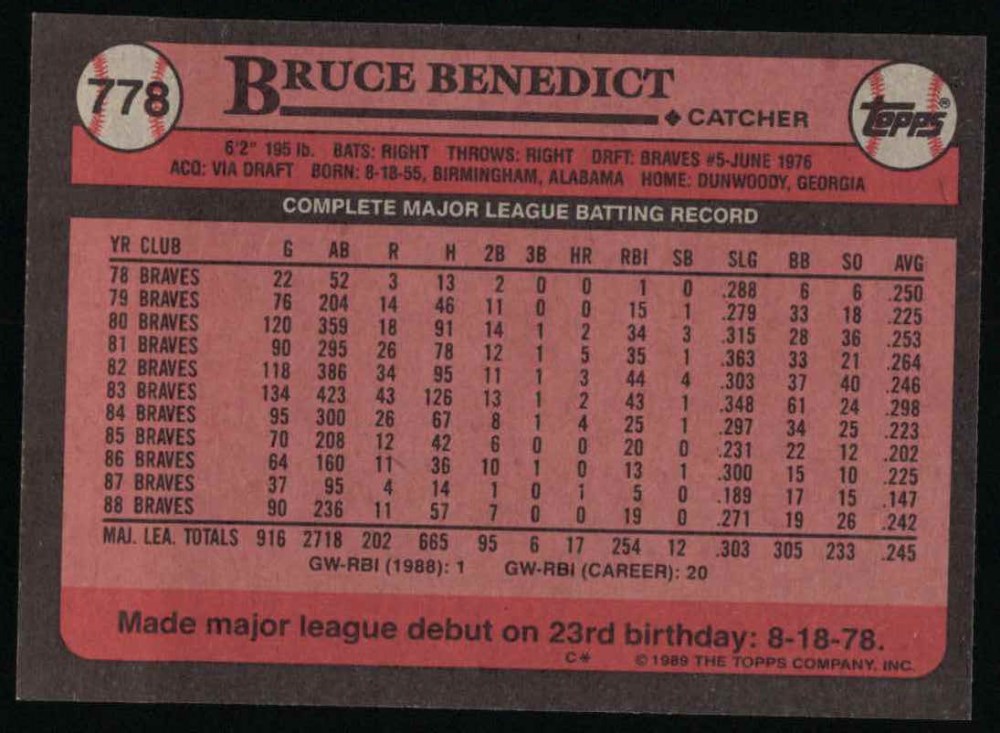 778
BRUCE BENEDICT
◆ CATCHER
TOPPS®
6'2" 195 lb. BATS: RIGHT THROWS: RIGHT DRFT: BRAVES #5-JUNE 1976
ACQ: VIA DRAFT BORN: 8-18-55, BIRMINGHAM, ALABAMA HOME: DUNWOODY, GEORGIA
COMPLETE MAJOR LEAGUE BATTING RECORD
YR CLUB G AB R H 2B 3B HR RBI SB SLG BB SO AVG
78 BRAVES 22 52 3 13 2 0 0 1 0 .288 6 6 .250
79 BRAVES 76 204 14 46 11 0 0 15 1 .279 33 18 .225
80 BRAVES 120 359 18 91 14 1 2 34 3 .315 28 36 .253
81 BRAVES 90 295 26 78 12 1 5 35 1 .363 33 21 .264
82 BRAVES 118 386 34 95 11 1 3 44 4 .303 37 40 .246
83 BRAVES 134 423 43 126 13 1 2 43 1 .348 61 24 .298
84 BRAVES 95 300 26 67 8 1 4 25 1 .297 34 25 .223
85 BRAVES 70 208 12 42 6 0 0 20 0 .231 22 12 .202
86 BRAVES 64 160 11 36 10 1 0 13 1 .300 15 10 .225
87 BRAVES 37 95 4 14 1 0 1 5 0 .189 17 15 .147
88 BRAVES 90 236 11 57 7 0 0 19 0 .271 19 26 .242
MAJ. LEA. TOTALS 916 2718 202 665 95 6 17 254 12 .303 305 233 .245
GW-RBI (1988): 1 GW-RBI (CAREER): 20
Made major league debut on 23rd birthday: 8-18-78.
C* © 1989 THE TOPPS COMPANY, INC.